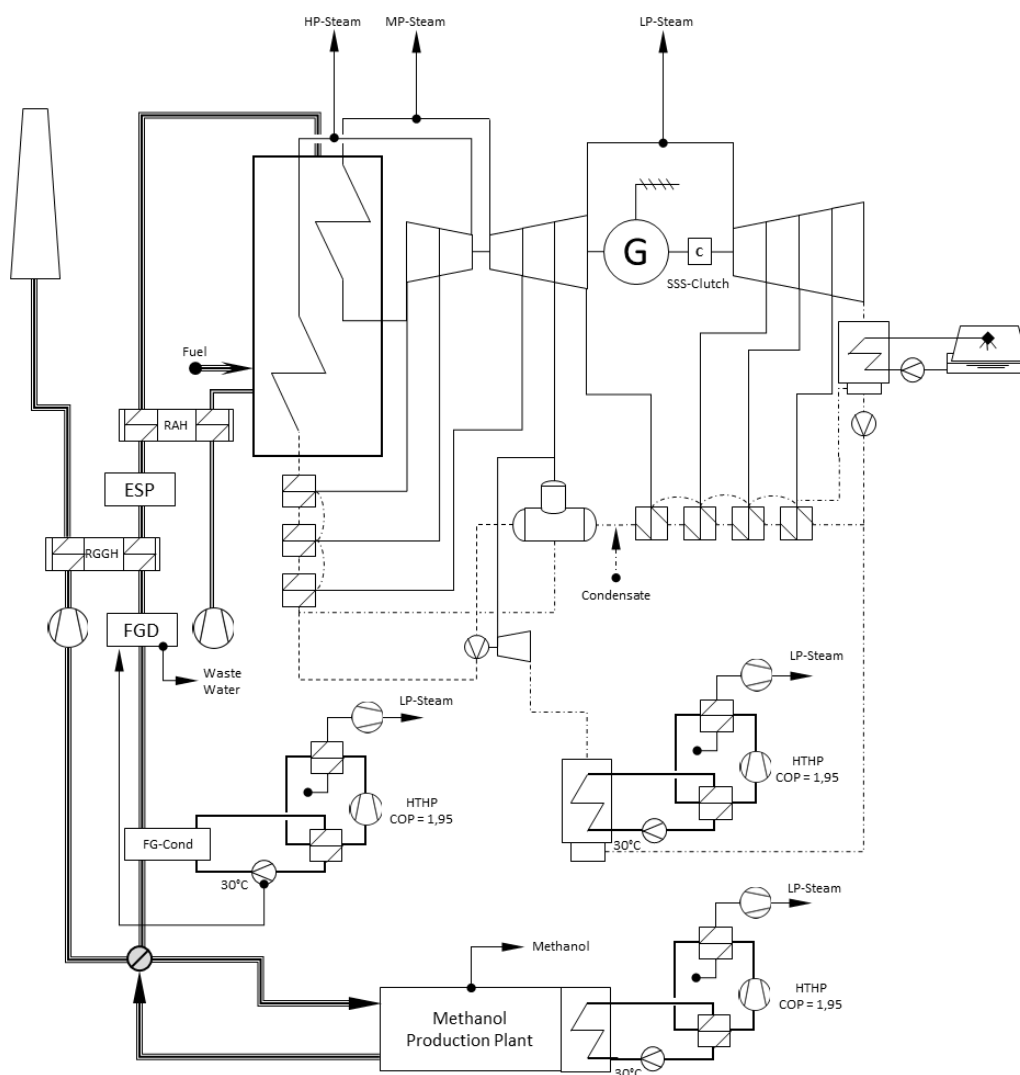 HP-Steam
MP-Steam
LP-Steam
G
c
SSS-Clutch
Fuel
RAH
ESP
RGGH
FGD
Waste
Water
Condensate
LP-Steam
HTHP
COP = 1,95
30°C
LP-Steam
HTHP
COP = 1,95
FG-Cond
30°C
LP-Steam
Methanol
HTHP
COP = 1,95
Methanol
Production Plant
30°C